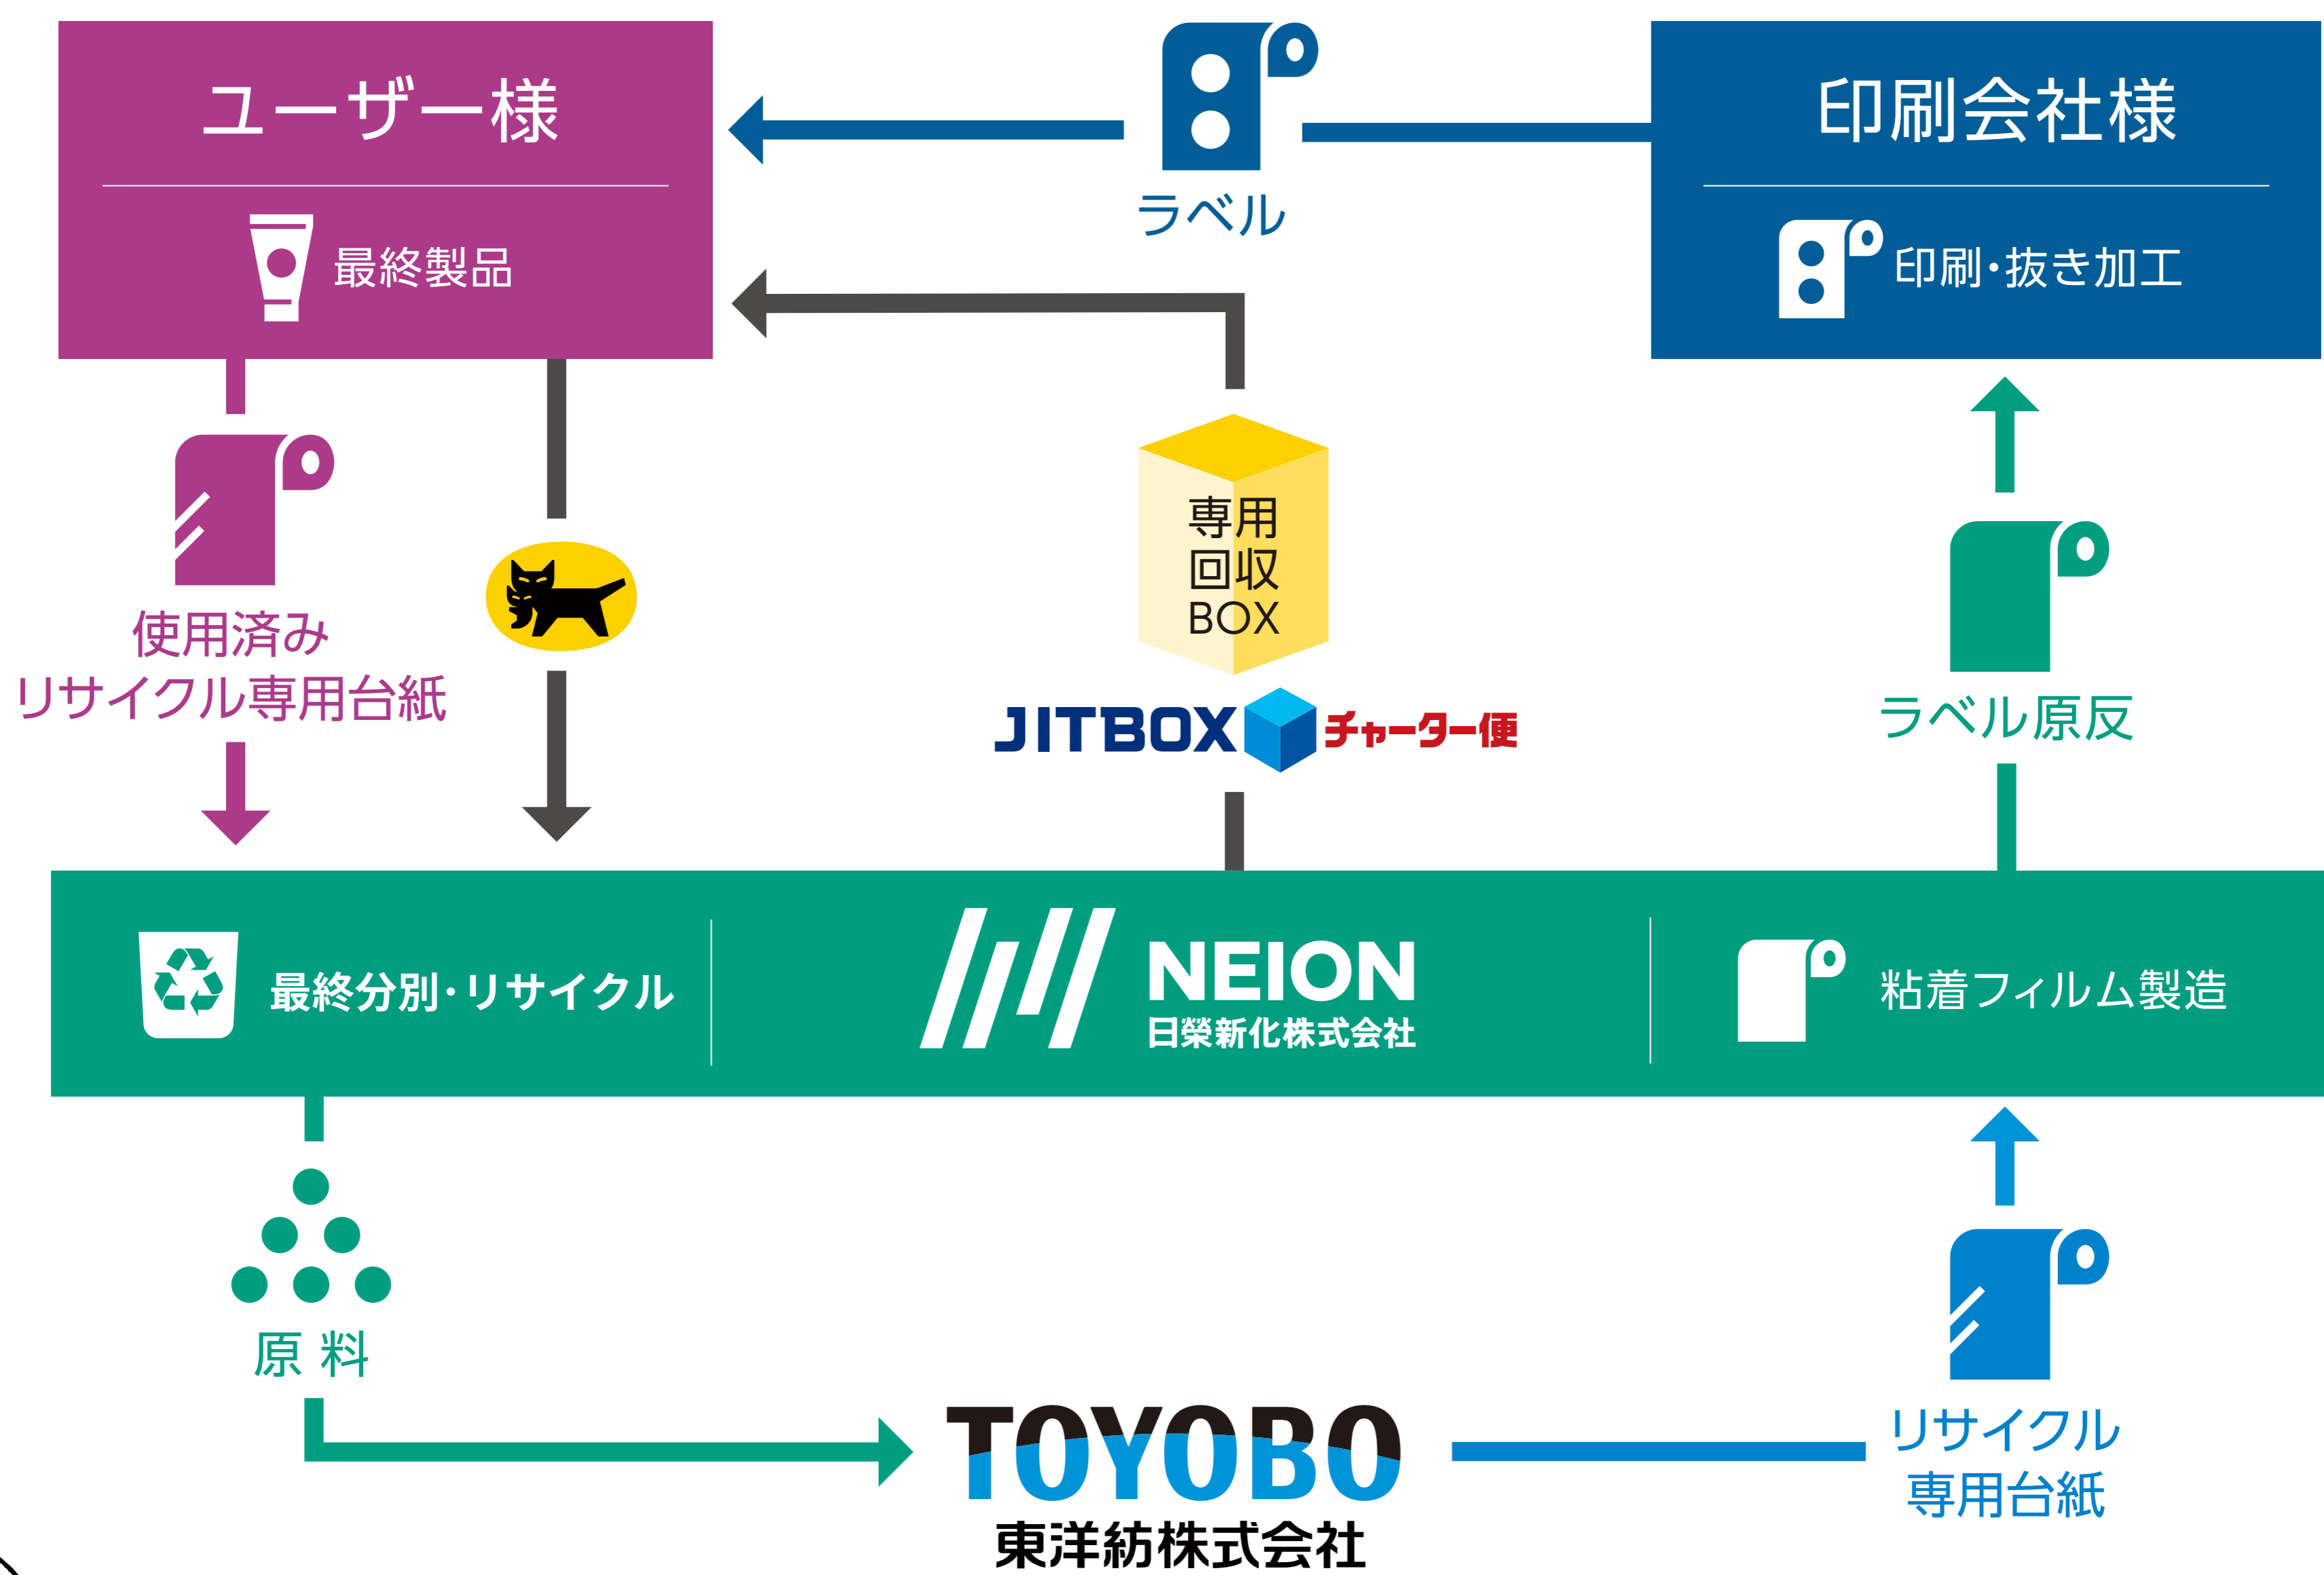 ユーザー様
最終製品
ラベル
印刷会社様
印刷・抜き加工
使用済み
リサイクル専用台紙
専用
回収
BOX
JITBOX チャーター便
ラベル原反
最終分別・リサイクル
NEION
日榮新化株式会社
粘着フィルム製造
原料
リサイクル
専用台紙
TOYOBO
東洋紡株式会社